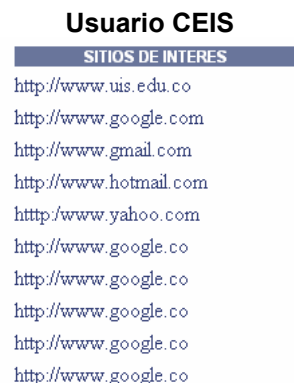 Usuario CEIS
SITIOS DE INTERES
http://www.uis.edu.co
http://www.google.com
http://www.gmail.com
http://www.hotmail.com
htttp:/www.yahoo.com
http://www.google.co
http://www.google.co
http://www.google.co
http://www.google.co
http://www.google.co